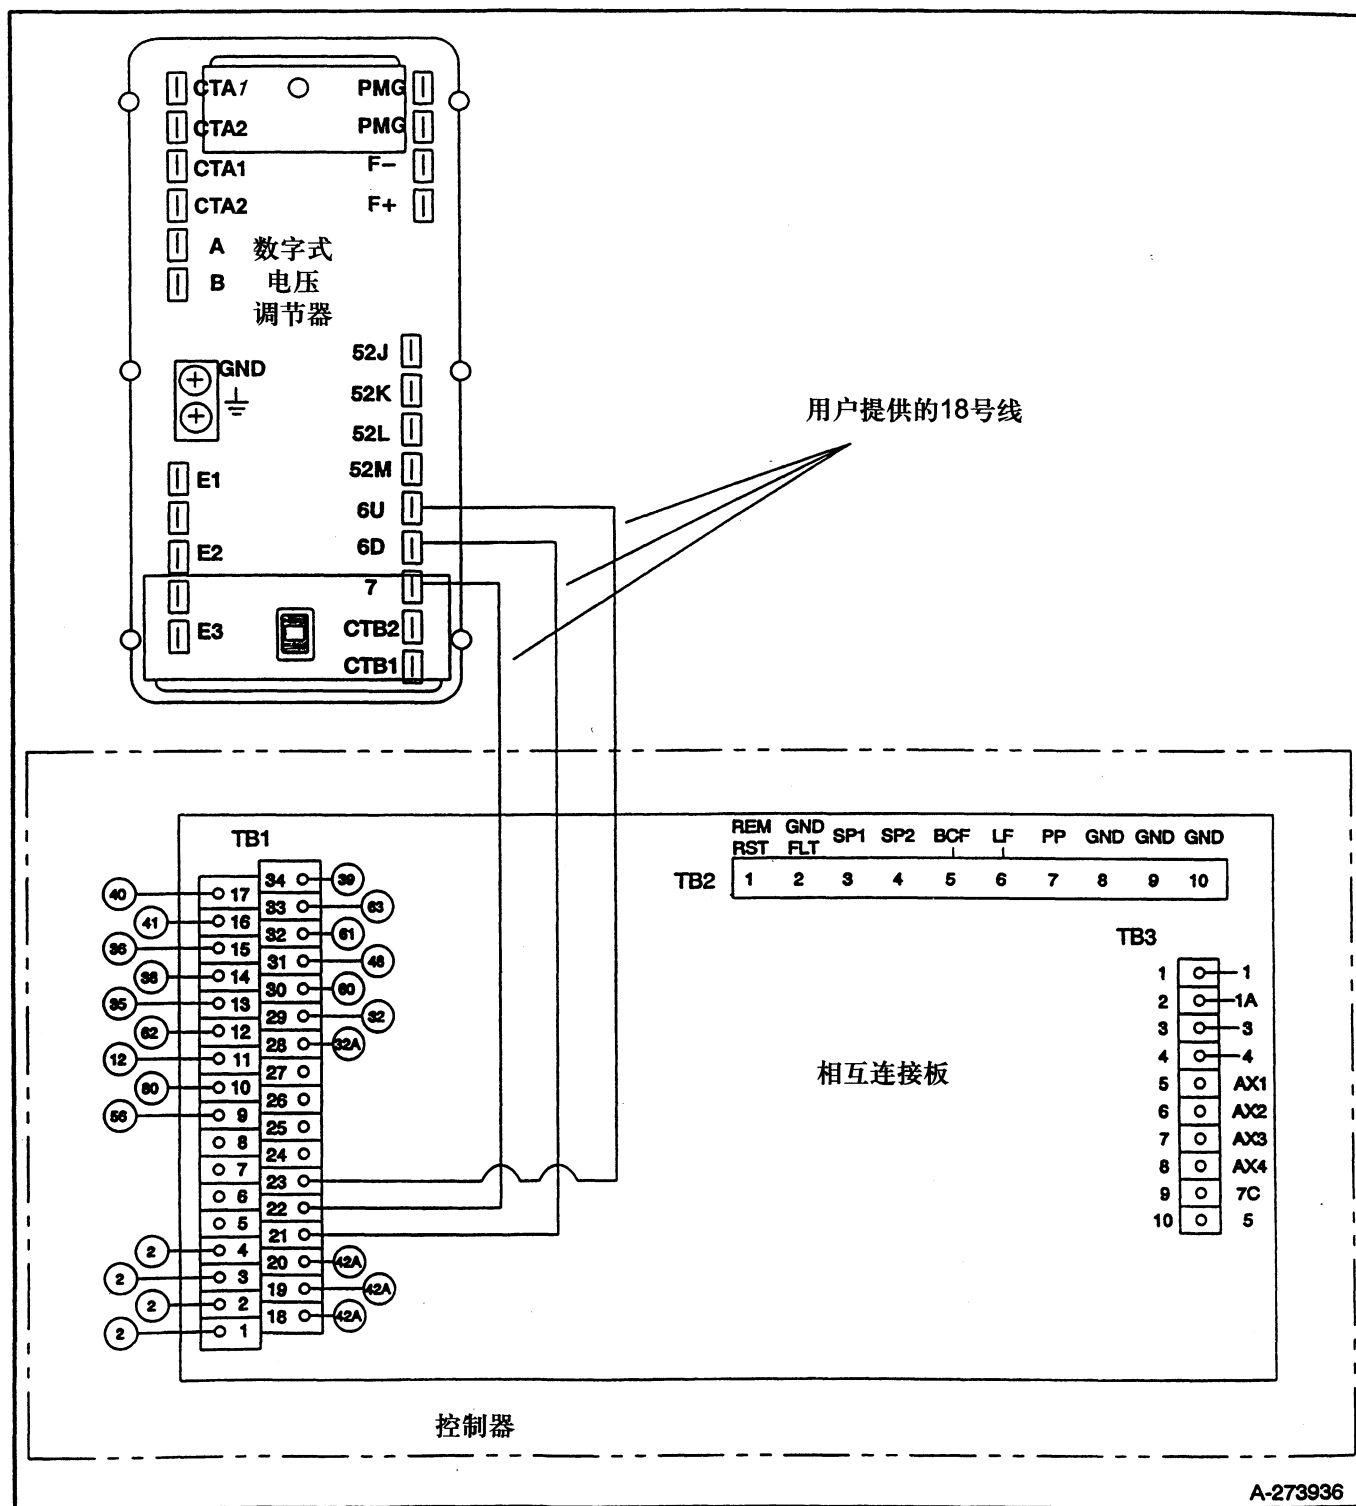 CTA1 PMG
CTA2 PMG
CTA1 F−
CTA2 F+
A 数字式
B 电压
调节器
52J
GND
52K
52L
52M
E1
6U
6D
E2
7
E3
CTB2
CTB1
用户提供的18号线
TB1
34 39
40 17
33 63
41 16
32 61
36 15
31 48
38 14
30 60
35 13
29 32
62 12
28 32A
12 11
27
80 10
26
56 9
25
8
24
7
23
6
22
5
21
2 4
20 42A
2 3
19 42A
2 2
18 42A
2 1
REM GND SP1 SP2 BCF LF PP GND GND GND
RST FLT
TB2 1 2 3 4 5 6 7 8 9 10
TB3
1 1
2 1A
3 3
4 4
5 AX1
6 AX2
7 AX3
8 AX4
9 7C
10 5
相互连接板
控制器
A-273936